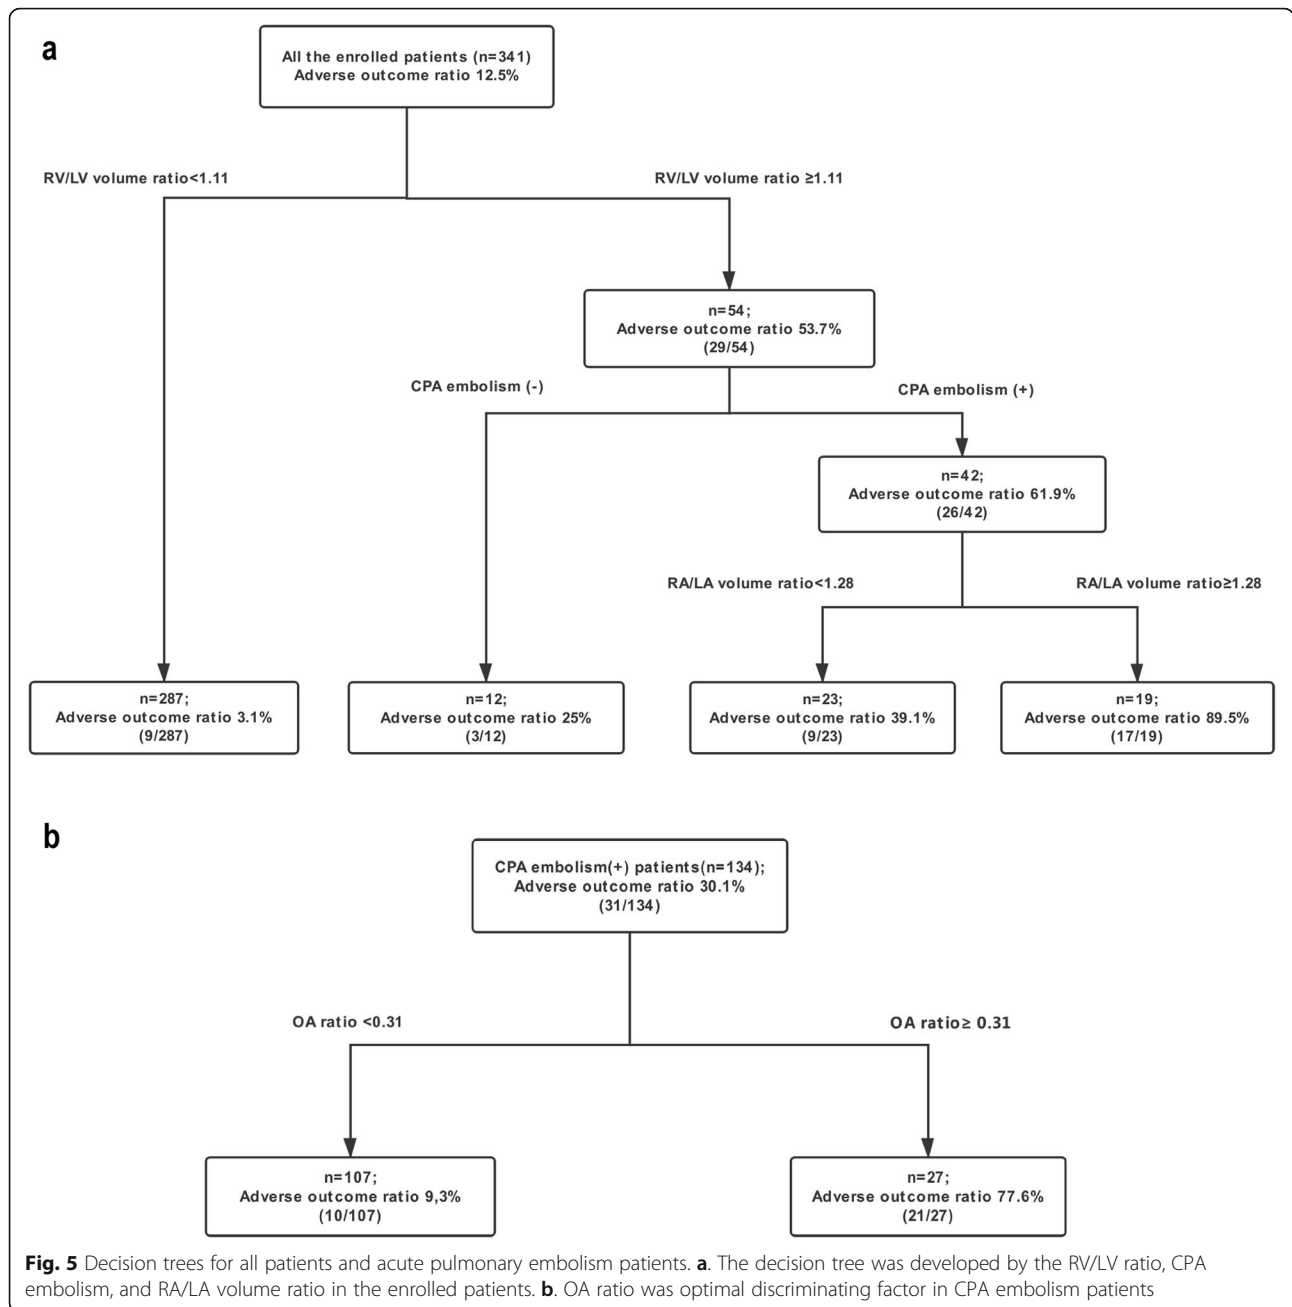 a
All the enrolled patients (n=341)
Adverse outcome ratio 12.5%
RV/LV volume ratio<1.11
RV/LV volume ratio ≥1.11
n=54;
Adverse outcome ratio 53.7%
(29/54)
CPA embolism (-)
CPA embolism (+)
n=42;
Adverse outcome ratio 61.9%
(26/42)
RA/LA volume ratio<1.28
RA/LA volume ratio≥1.28
n=287;
Adverse outcome ratio 3.1%
(9/287)
n=12;
Adverse outcome ratio 25%
(3/12)
n=23;
Adverse outcome ratio 39.1%
(9/23)
n=19;
Adverse outcome ratio 89.5%
(17/19)
b
CPA embolism(+) patients(n=134);
Adverse outcome ratio 30.1%
(31/134)
OA ratio <0.31
OA ratio≥ 0.31
n=107;
Adverse outcome ratio 9,3%
(10/107)
n=27;
Adverse outcome ratio 77.6%
(21/27)
Fig. 5 Decision trees for all patients and acute pulmonary embolism patients. a. The decision tree was developed by the RV/LV ratio, CPA
embolism, and RA/LA volume ratio in the enrolled patients. b. OA ratio was optimal discriminating factor in CPA embolism patients